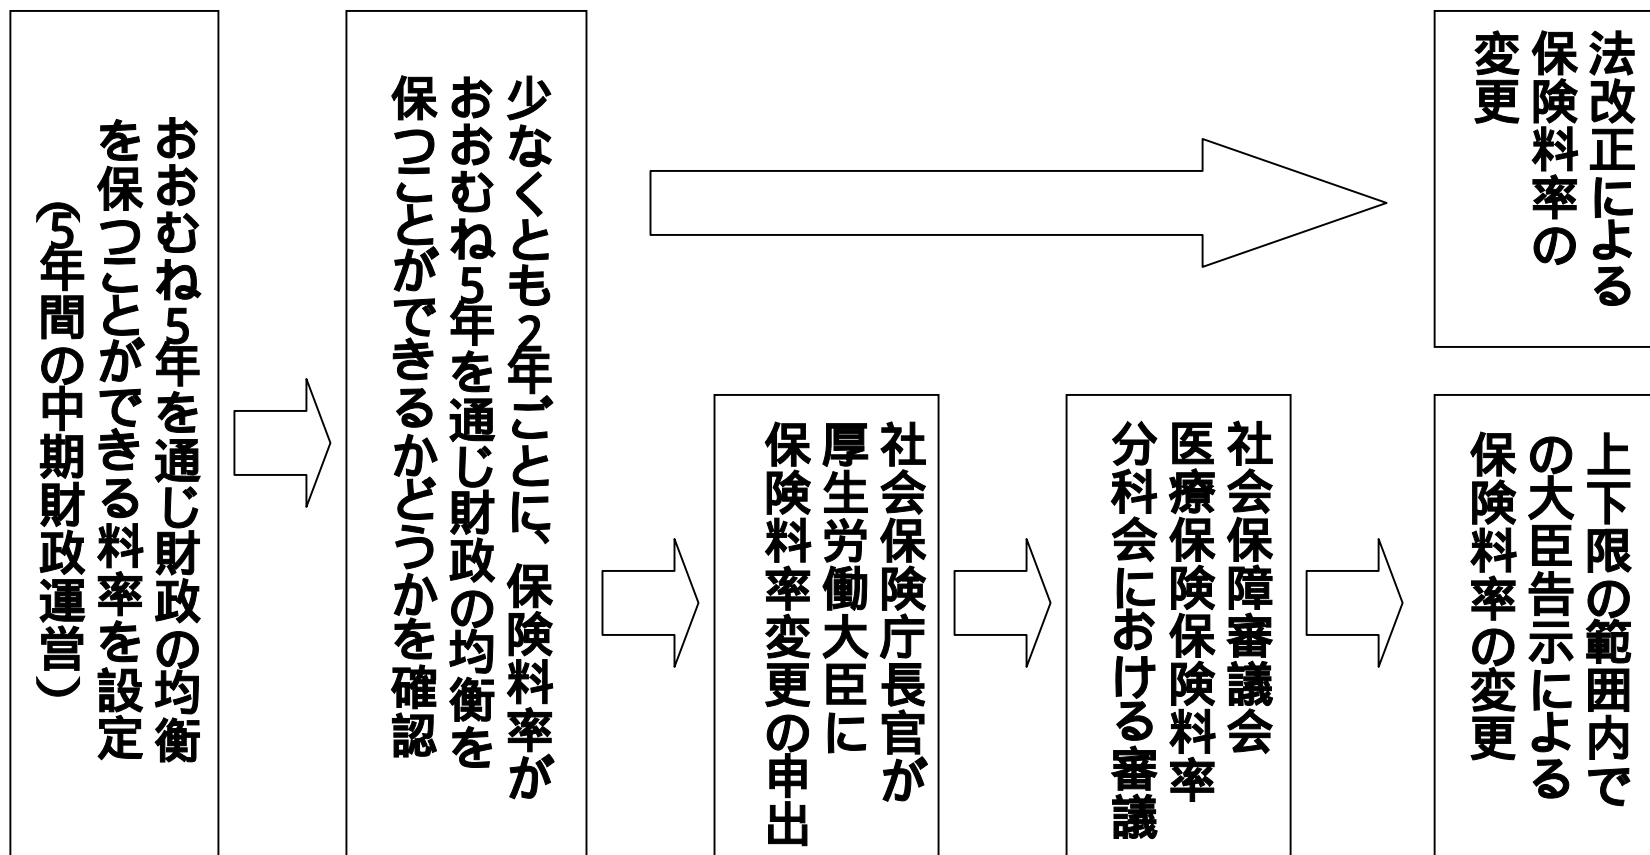 おおむね5年を通じ財政の均衡
を保つことができる料率を設定
(5年間の中期財政運営)
少なくとも2年ごとに、保険料率が
おおむね5年を通じ財政の均衡を
保つことができるかどうかを確認
法改正による
保険料率の
変更
社会保険庁長官が
厚生労働大臣に
保険料率変更の申出
社会保障審議会
医療保険保険料率
分科会における審議
上下限の範囲内で
の大臣告示による
保険料率の変更